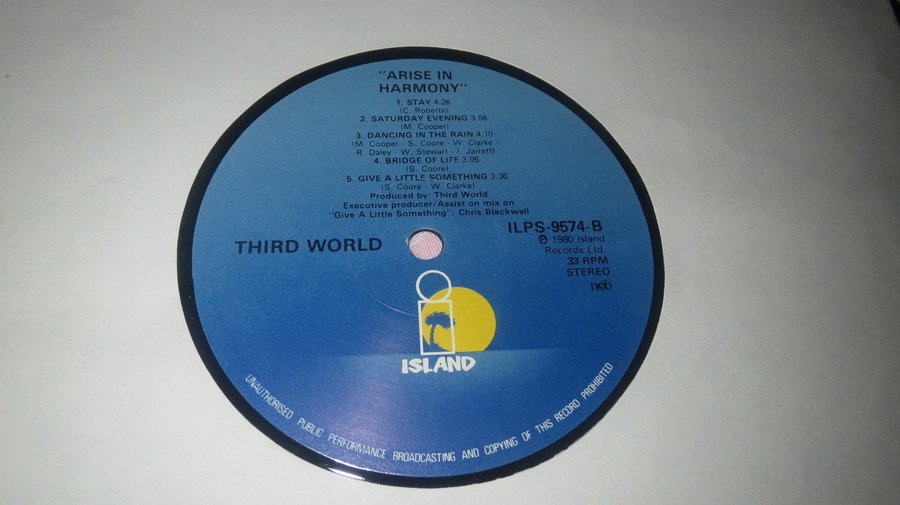 "ARISE IN
HARMONY"
1. STAY 4.26
(C. Roberts)
2. SATURDAY EVENING 3.56
(M. Cooper)
3. DANCING IN THE RAIN 4.10
(M. Cooper - S. Coore - W. Clarke -
R. Daley - W. Stewart - I. Jarrett)
4. BRIDGE OF LIFE 3.05
(S. Coore)
5. GIVE A LITTLE SOMETHING 3.36
(S. Coore - W. Clarke)
Produced by: Third World
Executive producer/Assist on mix on
"Give A Little Something": Chris Blackwell
THIRD WORLD
ILPS-9574-B
℗ 1980 Island
Records Ltd.
33 RPM
STEREO
ncb
ISLAND
UNAUTHORISED PUBLIC PERFORMANCE BROADCASTING AND COPYING OF THIS RECORD PROHIBITED